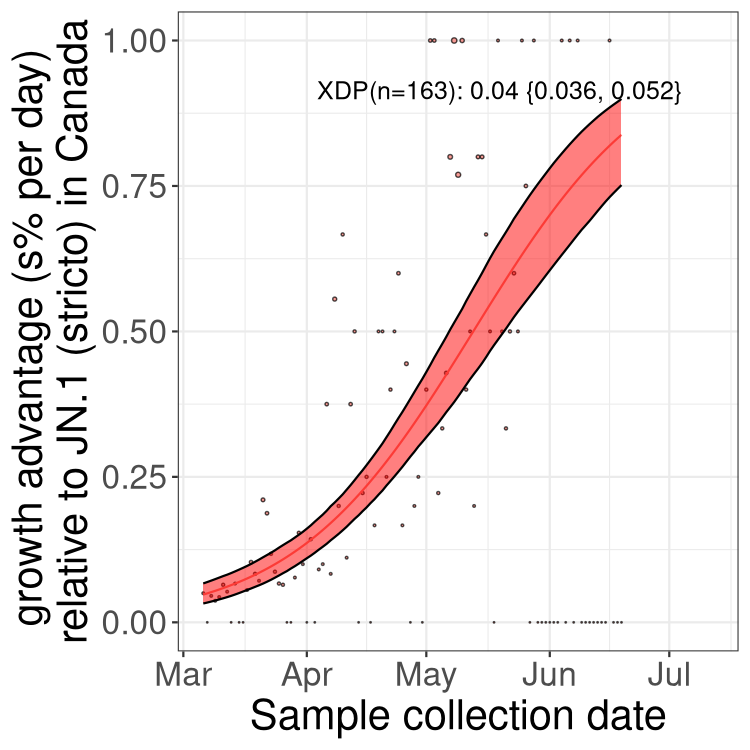 growth advantage (s% per day)
relative to JN.1 (stricto) in Canada
1.00
0.75
0.50
0.25
0.00
XDP(n=163): 0.04 {0.036, 0.052}
Mar
Apr
May
Jun
Jul
Sample collection date